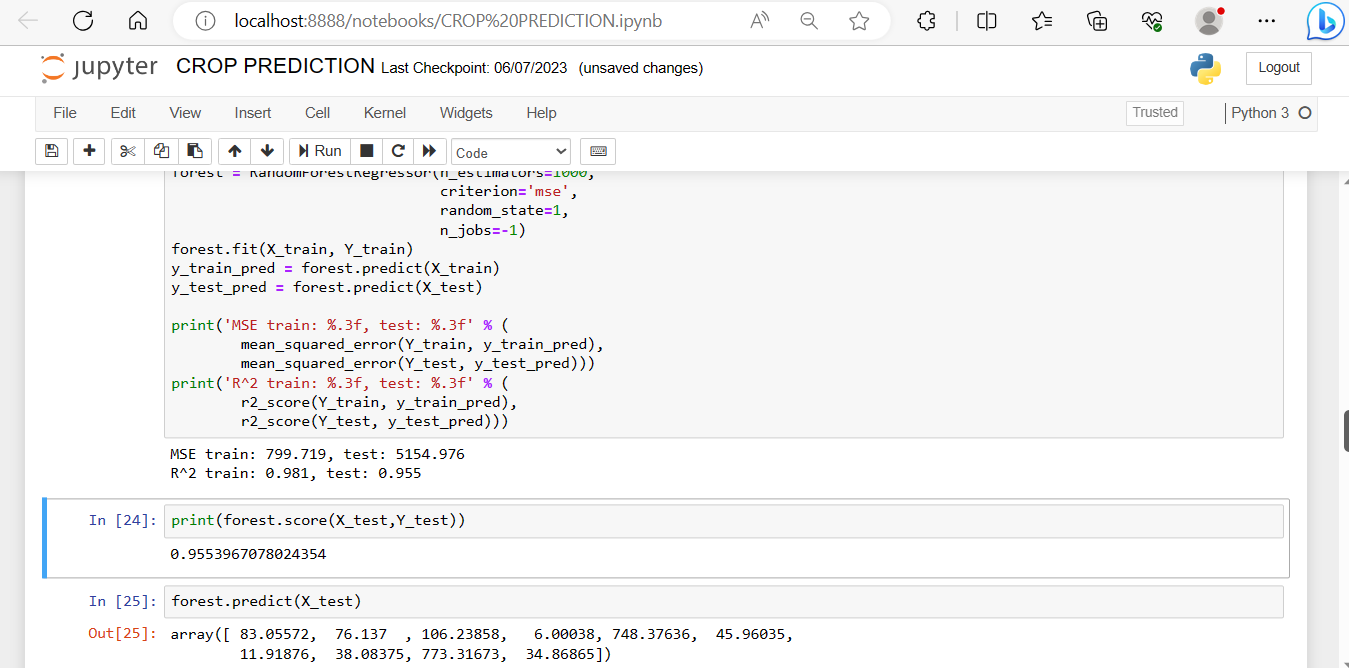 localhost:8888/notebooks/CROP%20PREDICTION.ipynb
jupyter CROP PREDICTION Last Checkpoint: 06/07/2023 (unsaved changes) Logout
File Edit View Insert Cell Kernel Widgets Help Trusted Python 3
Run Code
forest = RandomForestRegressor(n_estimators=1000,
criterion='mse',
random_state=1,
n_jobs=-1)
forest.fit(X_train, Y_train)
y_train_pred = forest.predict(X_train)
y_test_pred = forest.predict(X_test)
print('MSE train: %.3f, test: %.3f' % (
mean_squared_error(Y_train, y_train_pred),
mean_squared_error(Y_test, y_test_pred)))
print('R^2 train: %.3f, test: %.3f' % (
r2_score(Y_train, y_train_pred),
r2_score(Y_test, y_test_pred)))
MSE train: 799.719, test: 5154.976
R^2 train: 0.981, test: 0.955
In [24]: print(forest.score(X_test,Y_test))
0.9553967078024354
In [25]: forest.predict(X_test)
Out[25]: array([ 83.05572, 76.137 , 106.23858, 6.00038, 748.37636, 45.96035,
11.91876, 38.08375, 773.31673, 34.86865])